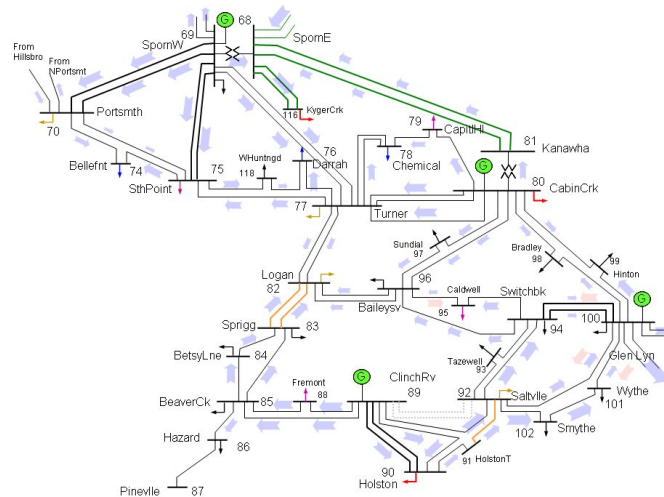 68
69
G
SpornW
SpornE
From
Hillsbro
From
NPortsmt
Portsmth
70
116
KygerCrk
79
CapitlHl
81
Kanawha
76
Darrah
78
Chemical
75
WHuntngd
118
Bellefnt
74
SthPoint
G
80
CabinCrk
77
Turner
Sundial
97
Bradley
98
99
Hinton
Logan
82
96
Baileysv
Caldwell
95
Switchbk
G
100
94
Glen Lyn
Sprigg
83
BetsyLne
84
Tazewell
93
G
ClinchRv
89
Fremont
88
BeaverCk
85
92
Saltvlle
Wythe
101
Smythe
102
Hazard
86
91
HolstonT
90
Holston
Pinevlle
87